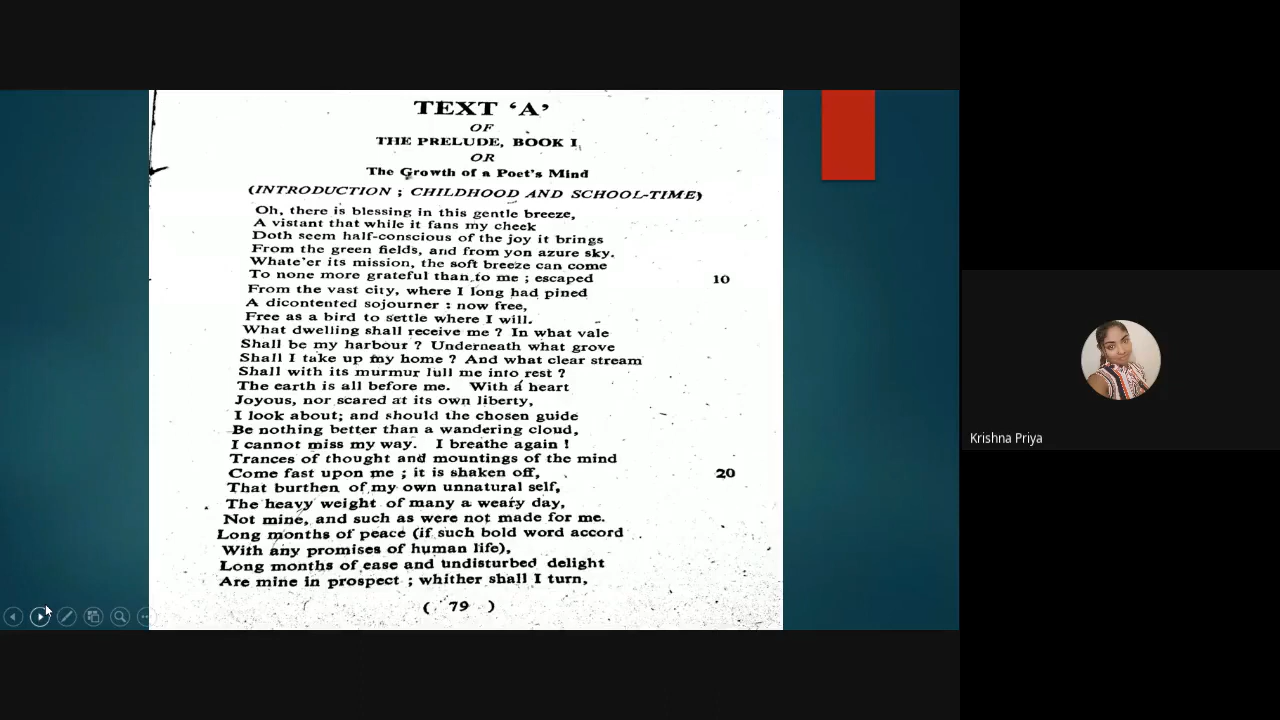 TEXT ‘A’
OF
THE PRELUDE, BOOK I
OR
The Growth of a Poet's Mind
(INTRODUCTION ; CHILDHOOD AND SCHOOL-TIME)
Oh, there is blessing in this gentle breeze,
A vistant that while it fans my cheek
Doth seem half-conscious of the joy it brings
From the green fields, and from yon azure sky.
Whate'er its mission, the soft breeze can come
To none more grateful than to me ; escaped 10
From the vast city, where I long had pined
A dicontented sojourner : now free,
Free as a bird to settle where I will.
What dwelling shall receive me ? In what vale
Shall be my harbour ? Underneath what grove
Shall I take up my home ? And what clear stream
Shall with its murmur lull me into rest ?
The earth is all before me. With a heart
Joyous, nor scared at its own liberty,
I look about; and should the chosen guide
Be nothing better than a wandering cloud,
I cannot miss my way. I breathe again !
Trances of thought and mountings of the mind
Come fast upon me ; it is shaken off, 20
That burthen of my own unnatural self,
The heavy weight of many a weary day,
Not mine, and such as were not made for me.
Long months of peace (if such bold word accord
With any promises of human life),
Long months of ease and undisturbed delight
Are mine in prospect ; whither shall I turn,
( 79 )
Krishna Priya